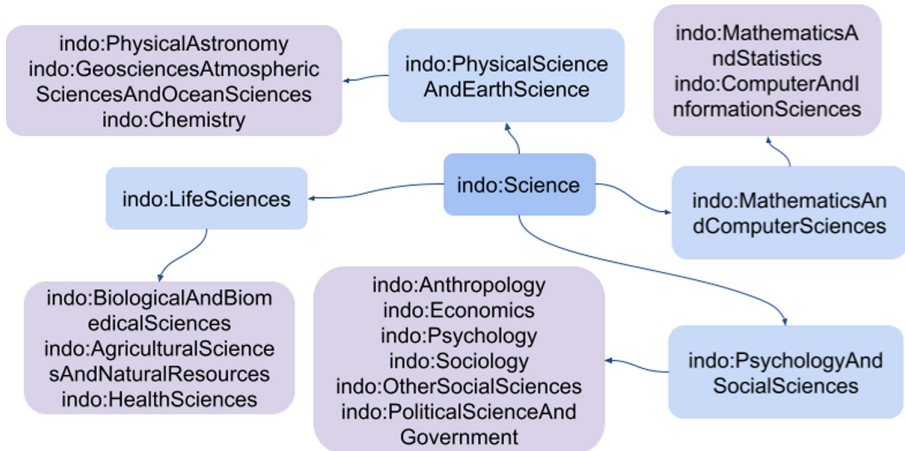 indo:PhysicalAstronomy
indo:GeosciencesAtmospheric
SciencesAndOceanSciences
indo:Chemistry
indo:PhysicalScience
AndEarthScience
indo:MathematicsA
ndStatistics
indo:ComputerAndI
nformationSciences
indo:LifeSciences
indo:Science
indo:MathematicsAn
dComputerSciences
indo:BiologicalAndBiom
edicalSciences
indo:AgriculturalScience
sAndNaturalResources
indo:HealthSciences
indo:Anthropology
indo:Economics
indo:Psychology
indo:Sociology
indo:OtherSocialSciences
indo:PoliticalScienceAnd
Government
indo:PsychologyAnd
SocialSciences